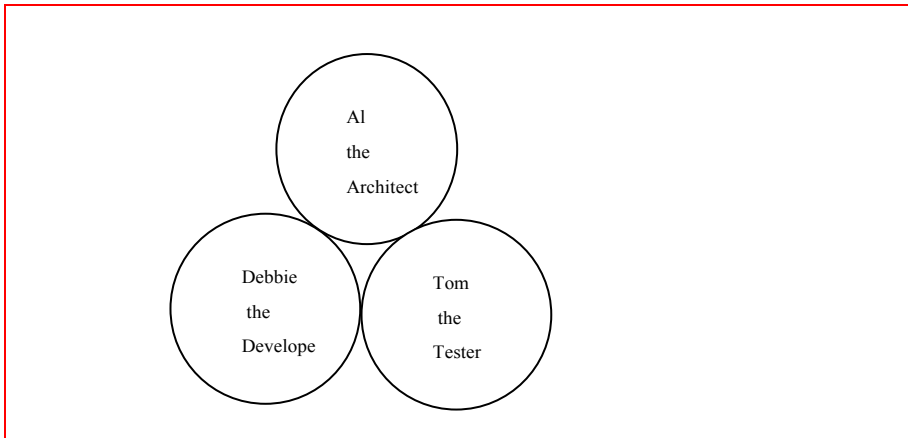 Al
the
Architect
Debbie
the
Develope
Tom
the
Tester